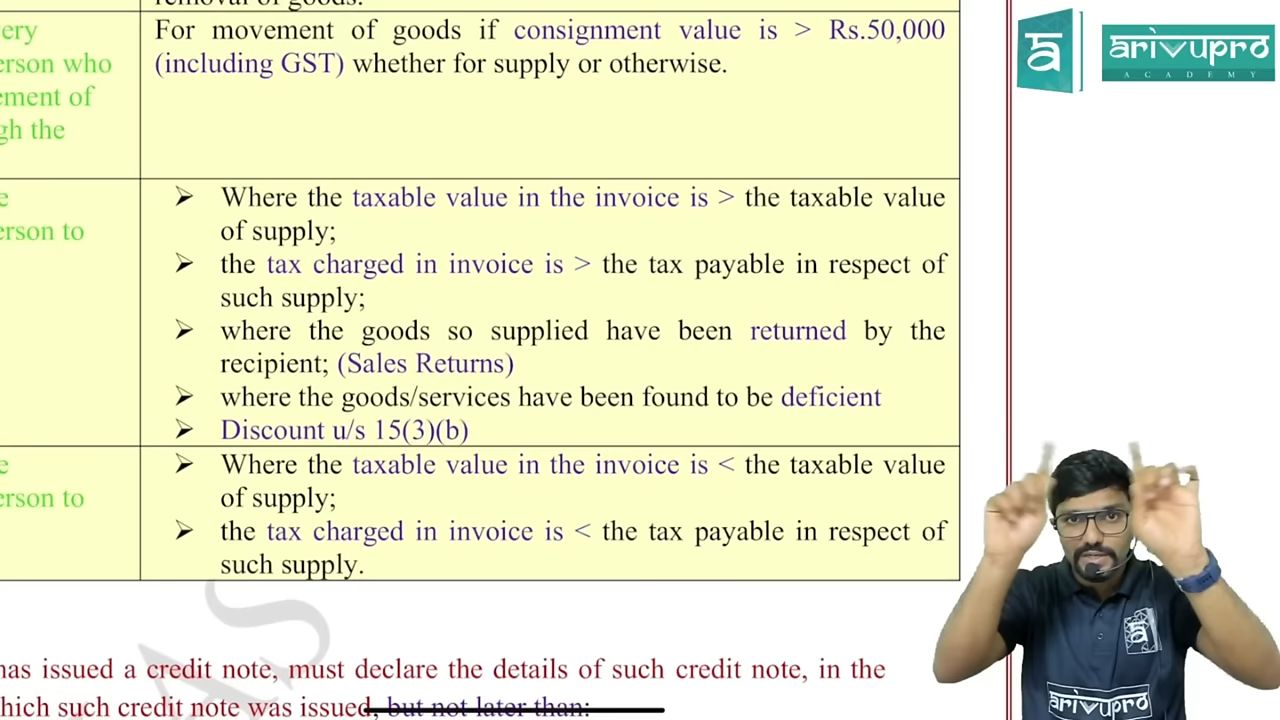 removal of goods.
ery
For movement of goods if consignment value is > Rs.50,000
erson who
(including GST) whether for supply or otherwise.
ement of
gh the
e
➢ Where the taxable value in the invoice is > the taxable value
erson to
of supply;
➢ the tax charged in invoice is > the tax payable in respect of
such supply;
➢ where the goods so supplied have been returned by the
recipient; (Sales Returns)
➢ where the goods/services have been found to be deficient
➢ Discount u/s 15(3)(b)
e
➢ Where the taxable value in the invoice is < the taxable value
erson to
of supply;
➢ the tax charged in invoice is < the tax payable in respect of
such supply.
AS
has issued a credit note, must declare the details of such credit note, in the
hich such credit note was issued, but not later than:
arivupro
ACADEMY
arivupro